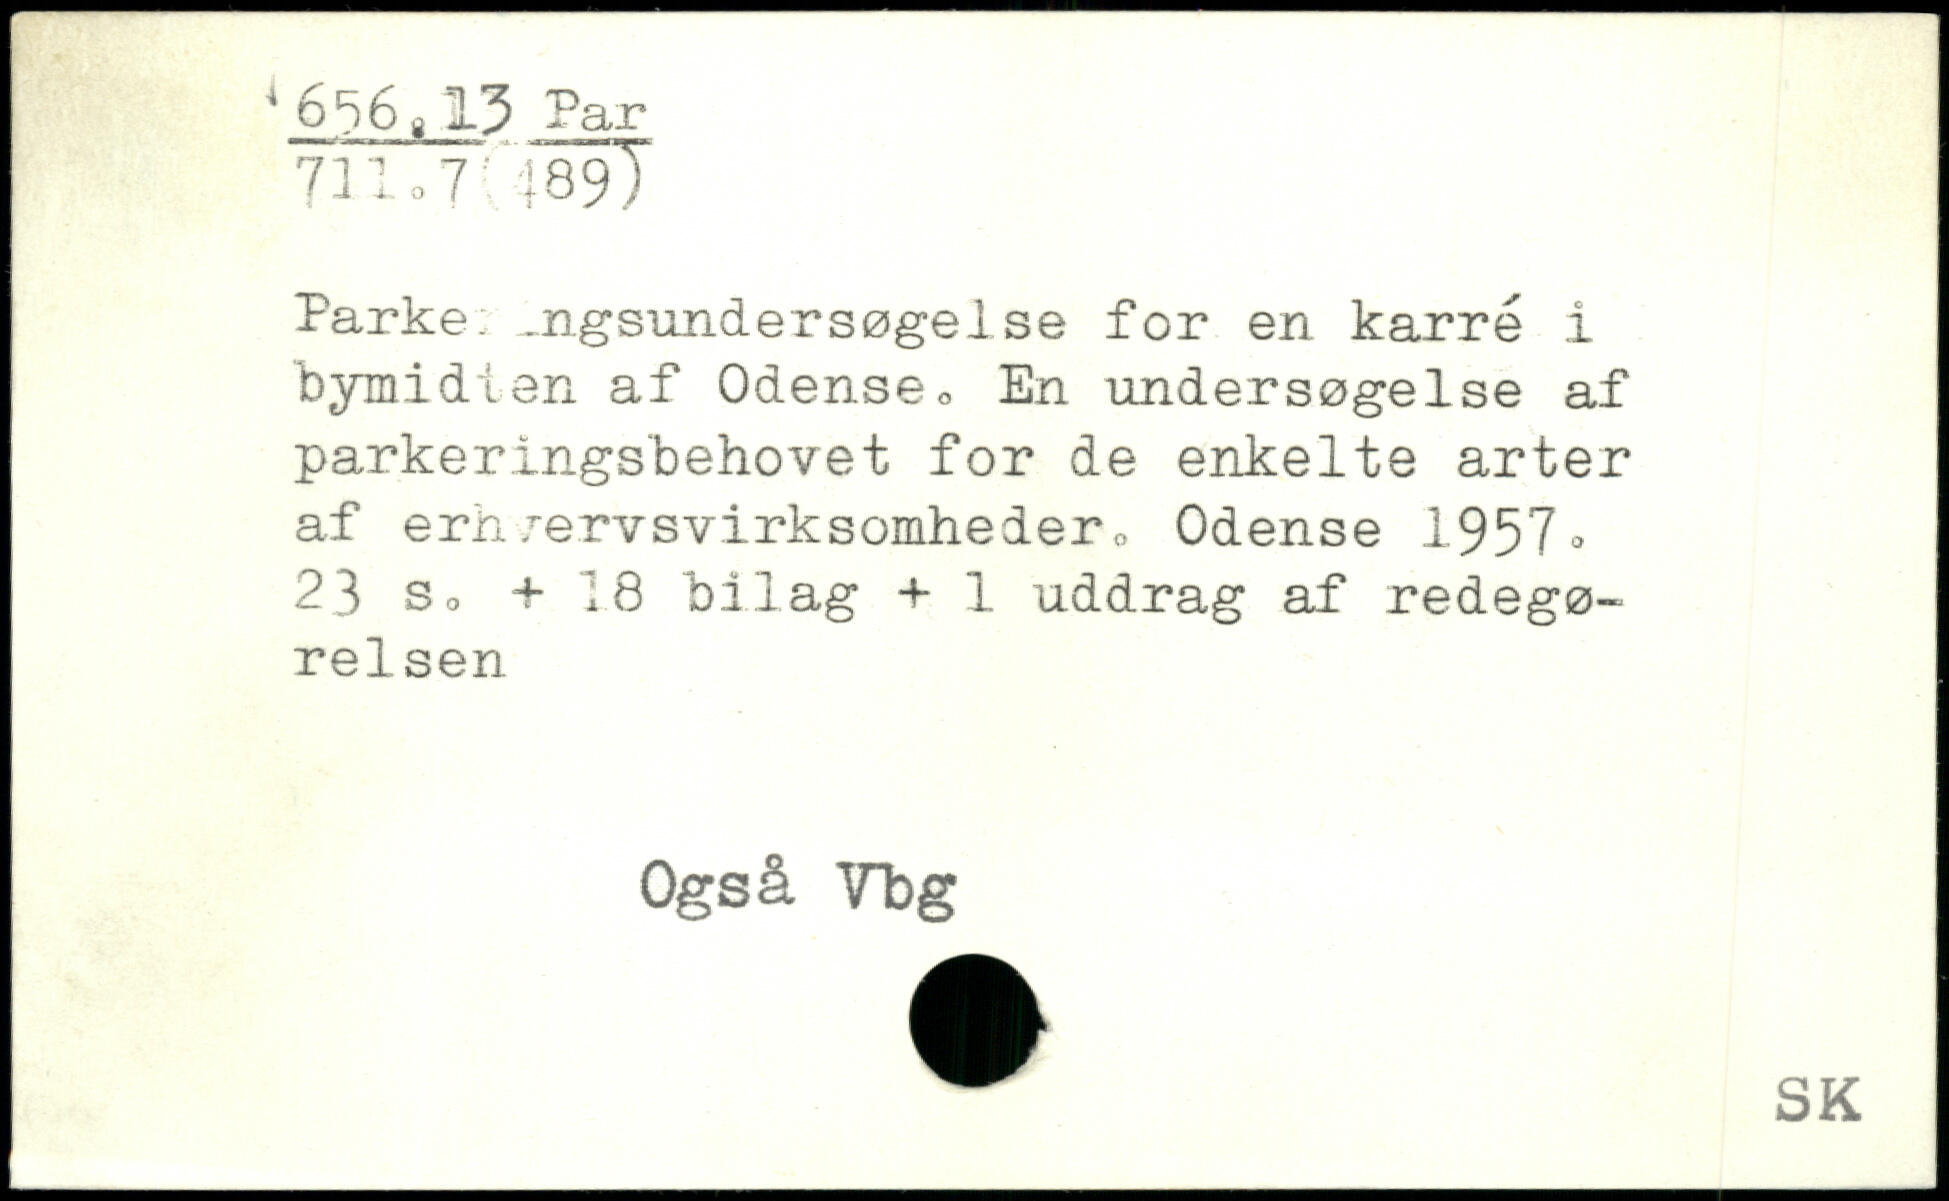 656.13 Par
711.7(489)
Parkeringsundersøgelse for en karré i
bymidten af Odense. En undersøgelse af
parkeringsbehovet for de enkelte arter
af erhvervsvirksomheder. Odense 1957.
23 s. + 18 bilag + 1 uddrag af redegø-
relsen
Også Vbg
SK